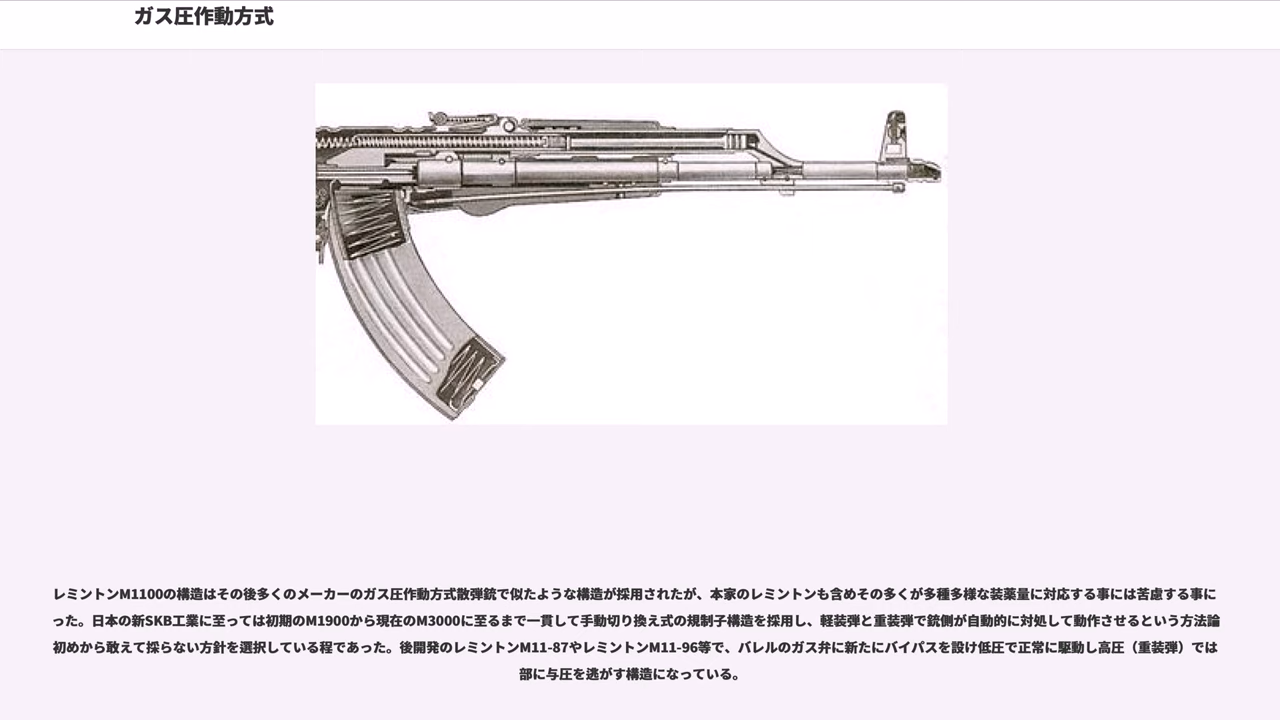 ガス圧作動方式
レミントンM1100の構造はその後多くのメーカーのガス圧作動方式散弾銃で似たような構造が採用されたが、本家のレミントンも含めその多くが多種多様な装薬量に対応する事には苦慮する事に
った。日本の新SKB工業に至っては初期のM1900から現在のM3000に至るまで一貫して手動切り換え式の規制子構造を採用し、軽装弾と重装弾で銃側が自動的に対処して動作させるという方法論
初めから敢えて採らない方針を選択している程であった。後開発のレミントンM11-87やレミントンM11-96等で、バレルのガス弁に新たにバイパスを設け低圧で正常に駆動し高圧（重装弾）では
部に与圧を逃がす構造になっている。